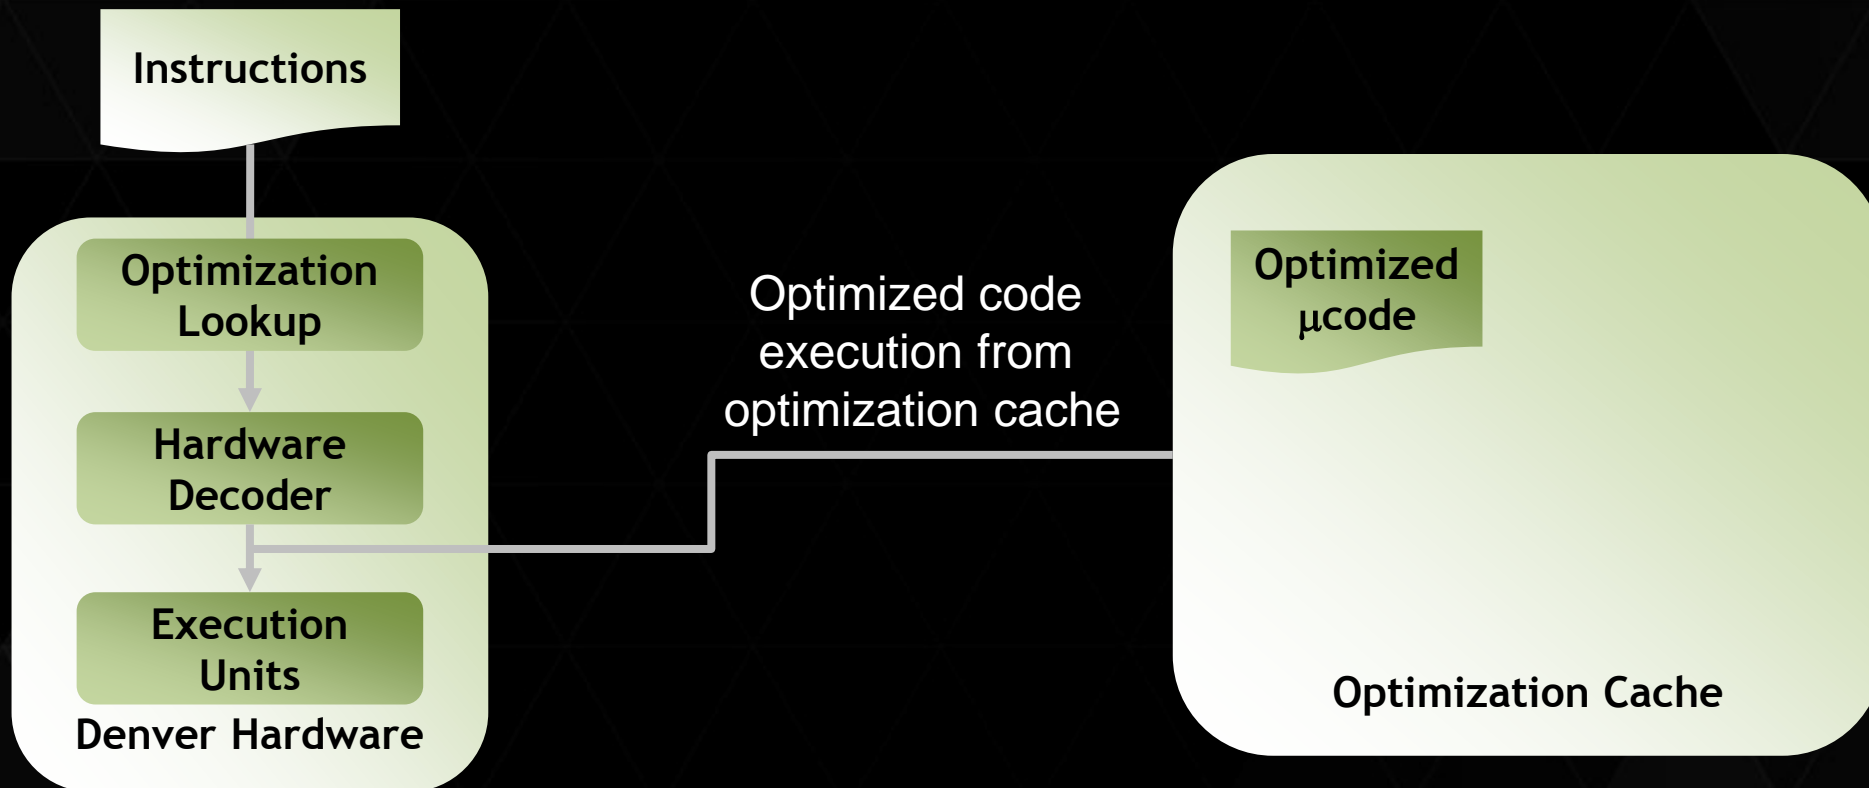 Instructions
Optimization
Lookup
Hardware
Decoder
Execution
Units
Denver Hardware
Optimized code
execution from
optimization cache
Optimized
μcode
Optimization Cache